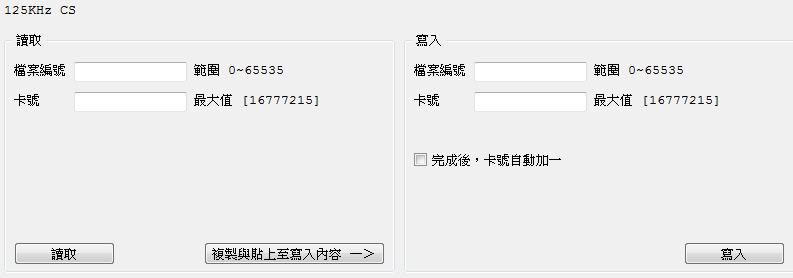 125KHz CS
讀取
檔案編號 範圍 0~65535
卡號 最大值 [16777215]
讀取 複製與貼上至寫入內容 —>
寫入
檔案編號 範圍 0~65535
卡號 最大值 [16777215]
完成後，卡號自動加一
寫入